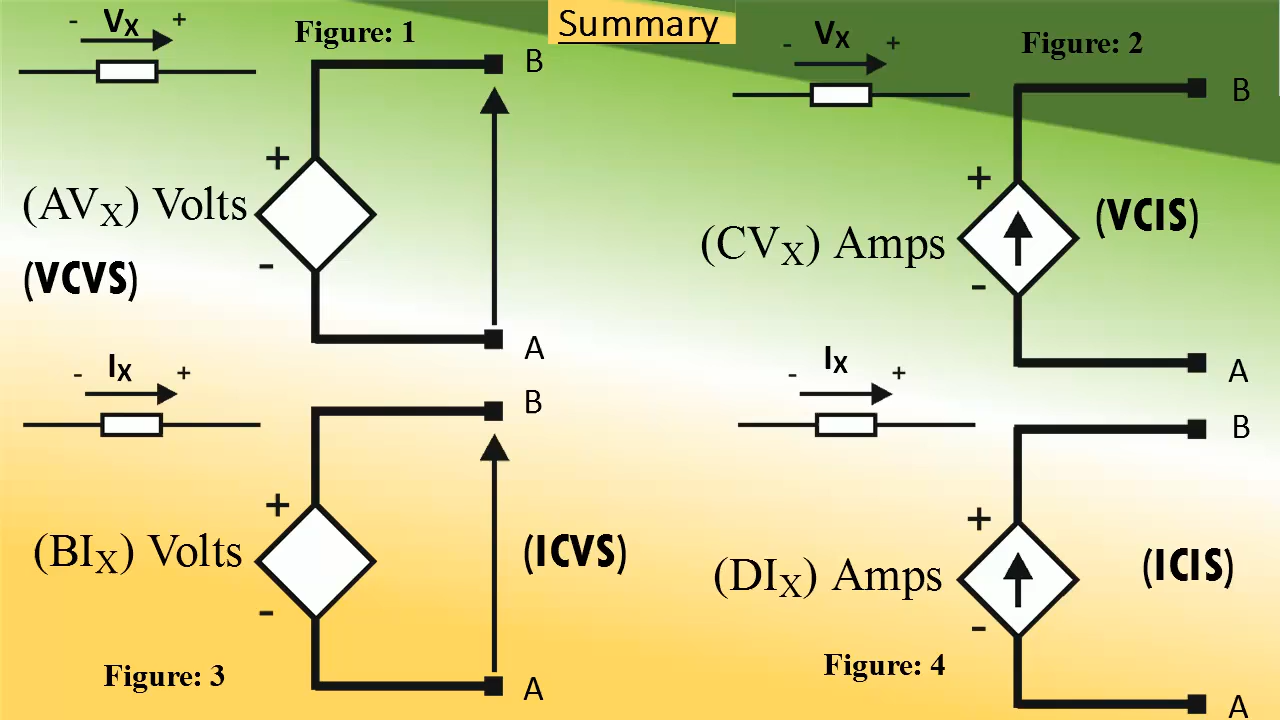 Summary
- Vₓ +
Figure: 1
B
+
(AVₓ) Volts
(VCVS)
-
A
- Vₓ +
Figure: 2
B
+
(VCIS)
(CVₓ) Amps
-
A
- Iₓ +
B
+
(BIₓ) Volts
(ICVS)
-
Figure: 3
A
- Iₓ +
B
+
(ICIS)
(DIₓ) Amps
-
Figure: 4
A